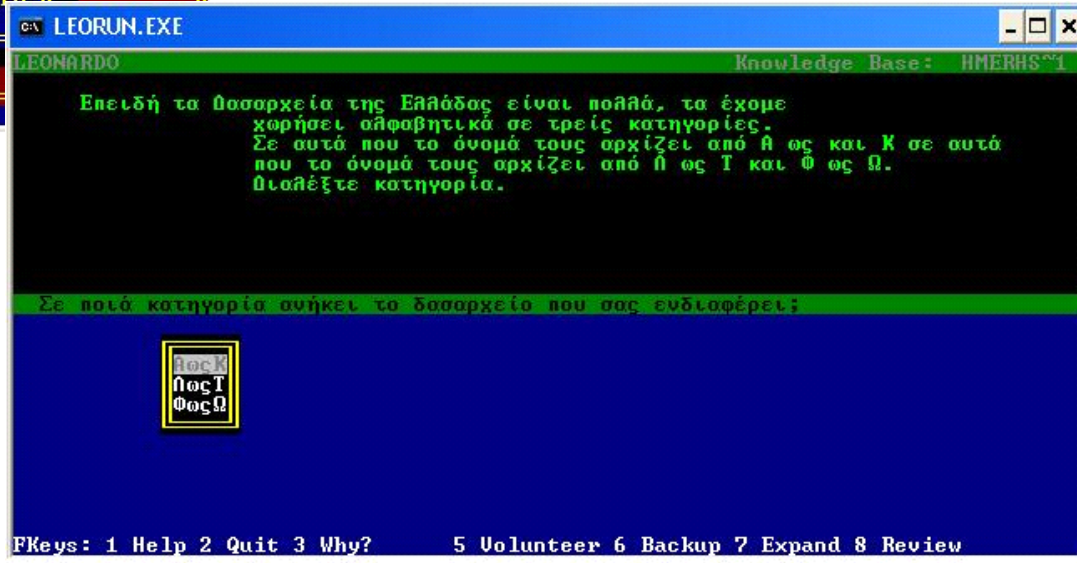 LEORUN.EXE
LEONARDO Knowledge Base: HMERHS~1
Επειδή τα Δασαρχεία της Ελλάδας είναι πολλά, τα έχομε
χωρήσει αλφαβητικά σε τρείς κατηγορίες.
Σε αυτά που το όνομά τους αρχίζει από Α ως και Κ σε αυτά
που το όνομά τους αρχίζει από Λ ως Τ και Φ ως Ω.
Διαλέξτε κατηγορία.
Σε ποιά κατηγορία ανήκει το δασαρχείο που σας ενδιαφέρει;
ΑωςΚ
ΛωςΤ
ΦωςΩ
FKeys: 1 Help 2 Quit 3 Why? 5 Volunteer 6 Backup 7 Expand 8 Review